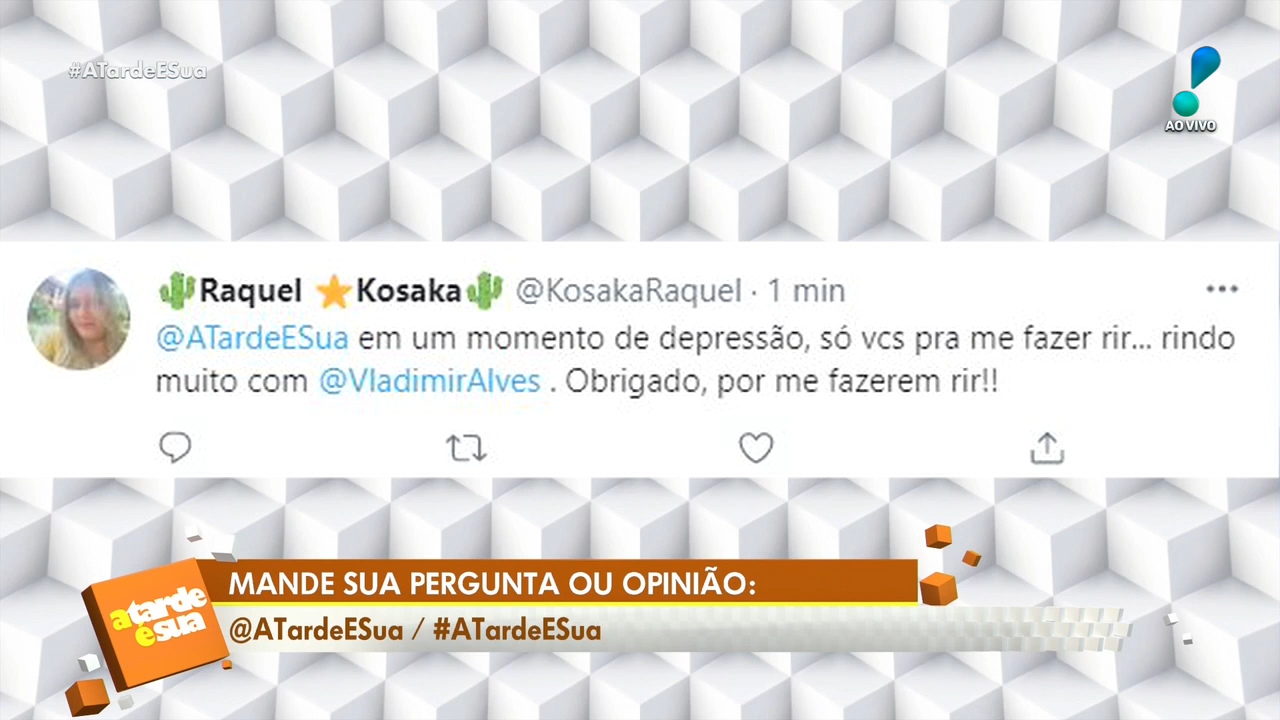 #ATardeESua
AO VIVO
🌵Raquel ⭐Kosaka🌵 @KosakaRaquel · 1 min
@ATardeESua em um momento de depressão, só vcs pra me fazer rir... rindo
muito com @VladimirAlves . Obrigado, por me fazerem rir!!
MANDE SUA PERGUNTA OU OPINIÃO:
a tarde
é sua
@ATardeESua / #ATardeESua